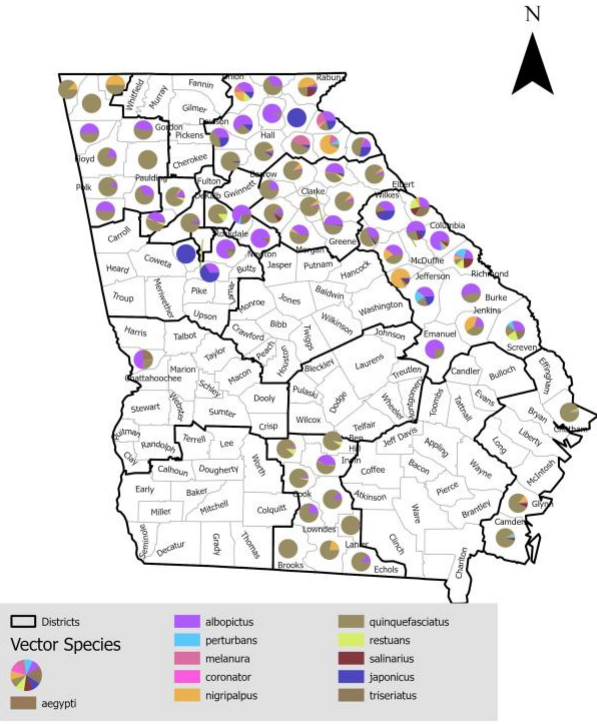 N
Union
Rabun
Fannin
Whitfield
Murray
Gilmer
Gordon
Pickens
Dawson
Hall
Floyd
Cherokee
Polk
Paulding
Fulton
Gwinnett
Barrow
Clarke
Elbert
DeKalb
Wilkes
Carroll
Rockdale
Newton
Morgan
Greene
Columbia
McDuffie
Richmond
Coweta
Heard
Butts
Jasper
Putnam
Hancock
Jefferson
Burke
Troup
Meriwether
Pike
Lamar
Monroe
Jones
Baldwin
Washington
Jenkins
Upson
Wilkinson
Harris
Talbot
Crawford
Bibb
Twiggs
Johnson
Emanuel
Screven
Taylor
Peach
Houston
Bleckley
Laurens
Treutlen
Candler
Bulloch
Effingham
Chattahoochee
Marion
Schley
Macon
Pulaski
Dodge
Wheeler
Montgomery
Toombs
Tattnall
Evans
Bryan
Chatham
Stewart
Webster
Sumter
Dooly
Wilcox
Telfair
Liberty
Long
Quitman
Randolph
Terrell
Lee
Crisp
Ben
Hill
Jeff Davis
Appling
Wayne
McIntosh
Clay
Calhoun
Dougherty
Worth
Irwin
Coffee
Bacon
Early
Baker
Cook
Atkinson
Pierce
Brantley
Glynn
Miller
Mitchell
Colquitt
Lowndes
Ware
Camden
Seminole
Decatur
Grady
Thomas
Brooks
Lanier
Echols
Clinch
Charlton
Districts
Vector Species
aegypti
albopictus
perturbans
melanura
coronator
nigripalpus
quinquefasciatus
restuans
salinarius
japonicus
triseriatus